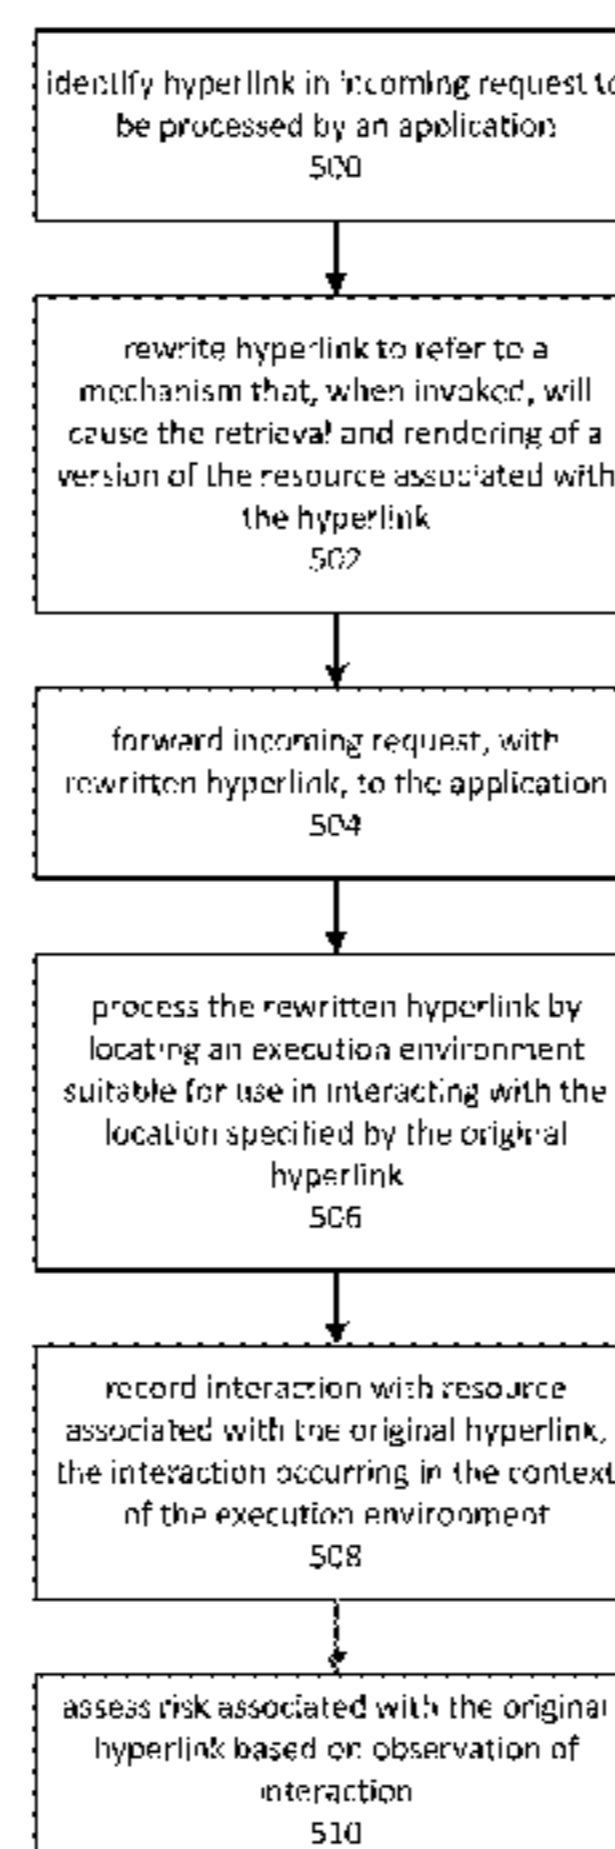 identify hyperlink in incoming request to
be processed by an application
500
rewrite hyperlink to refer to a
mechanism that, when invoked, will
cause the retrieval and rendering of a
version of the resource associated with
the hyperlink
502
forward incoming request, with
rewritten hyperlink, to the application
504
process the rewritten hyperlink by
locating an execution environment
suitable for use in interacting with the
location specified by the original
hyperlink
506
record interaction with resource
associated with the original hyperlink,
the interaction occurring in the context
of the execution environment
508
assess risk associated with the original
hyperlink based on observation of
interaction
510